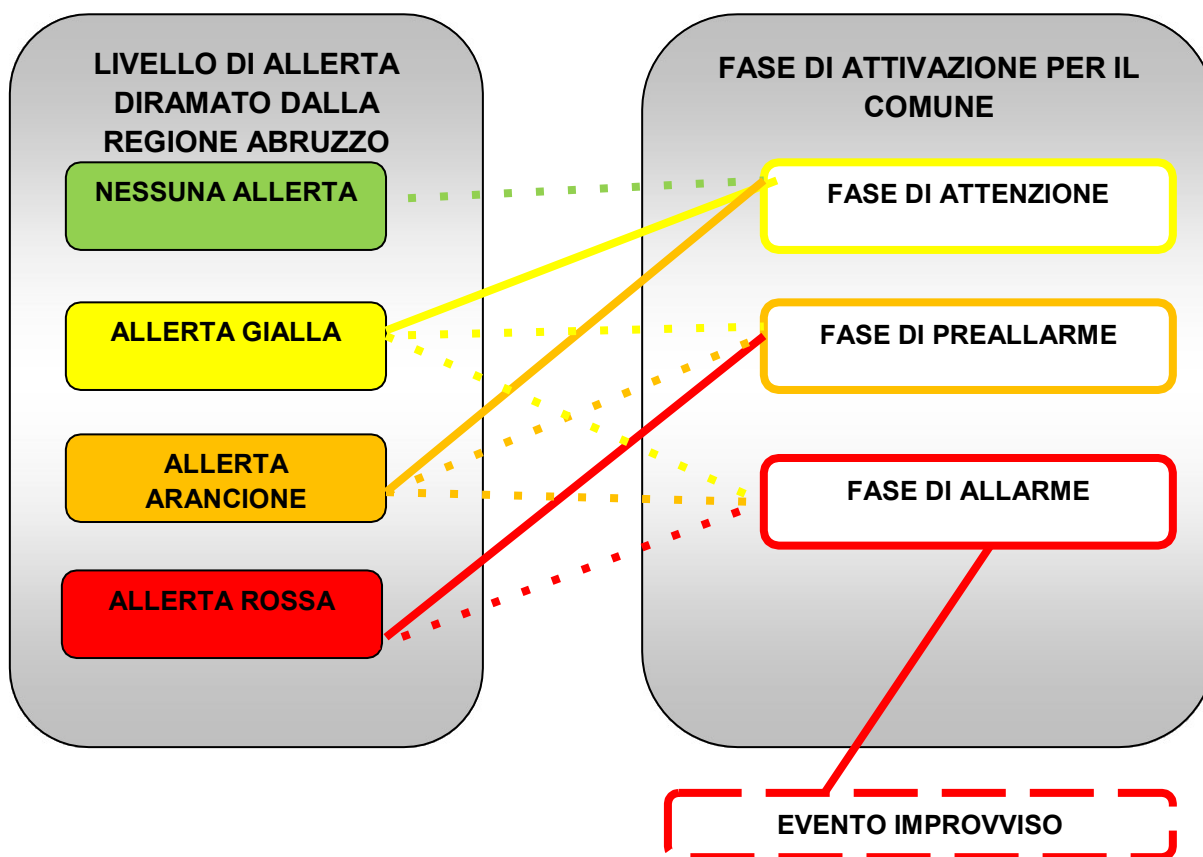 LIVELLO DI ALLERTA
DIRAMATO DALLA
REGIONE ABRUZZO
NESSUNA ALLERTA
ALLERTA GIALLA
ALLERTA
ARANCIONE
ALLERTA ROSSA
FASE DI ATTIVAZIONE PER IL
COMUNE
FASE DI ATTENZIONE
FASE DI PREALLARME
FASE DI ALLARME
EVENTO IMPROVVISO